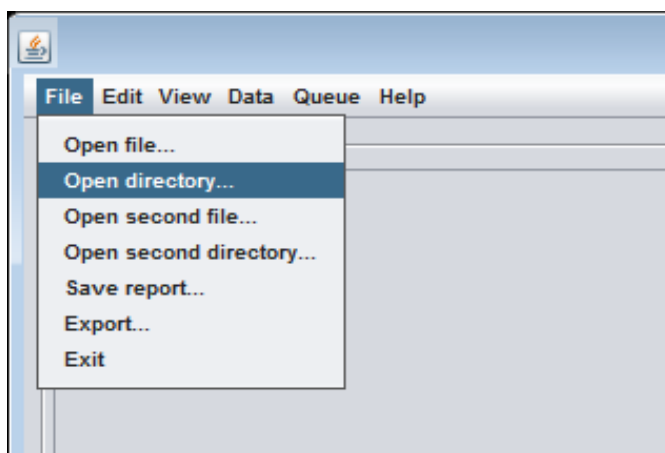 File Edit View Data Queue Help
Open file...
Open directory...
Open second file...
Open second directory...
Save report...
Export...
Exit